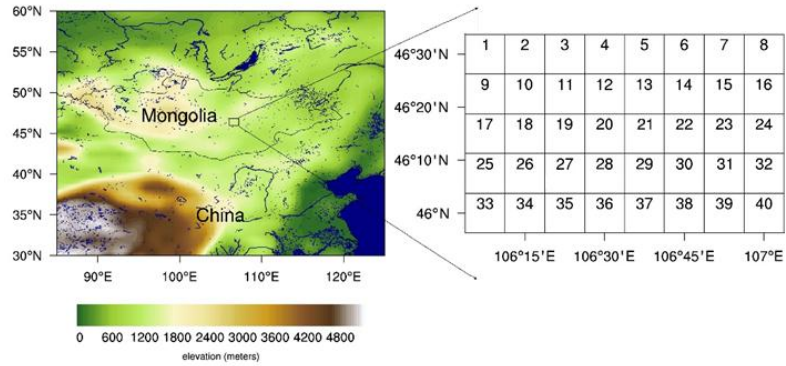 60°N
50°N
45°N
40°N
35°N
30°N
90°E 100°E 110°E 120°E
Mongolia
China
0 600 1200 1800 2400 3000 3600 4200 4800
elevation (meters)
46°30'N
46°20'N
46°10'N
46°N
1 2 3 4 5 6 7 8
9 10 11 12 13 14 15 16
17 18 19 20 21 22 23 24
25 26 27 28 29 30 31 32
33 34 35 36 37 38 39 40
106°15'E 106°30'E 106°45'E 107°E